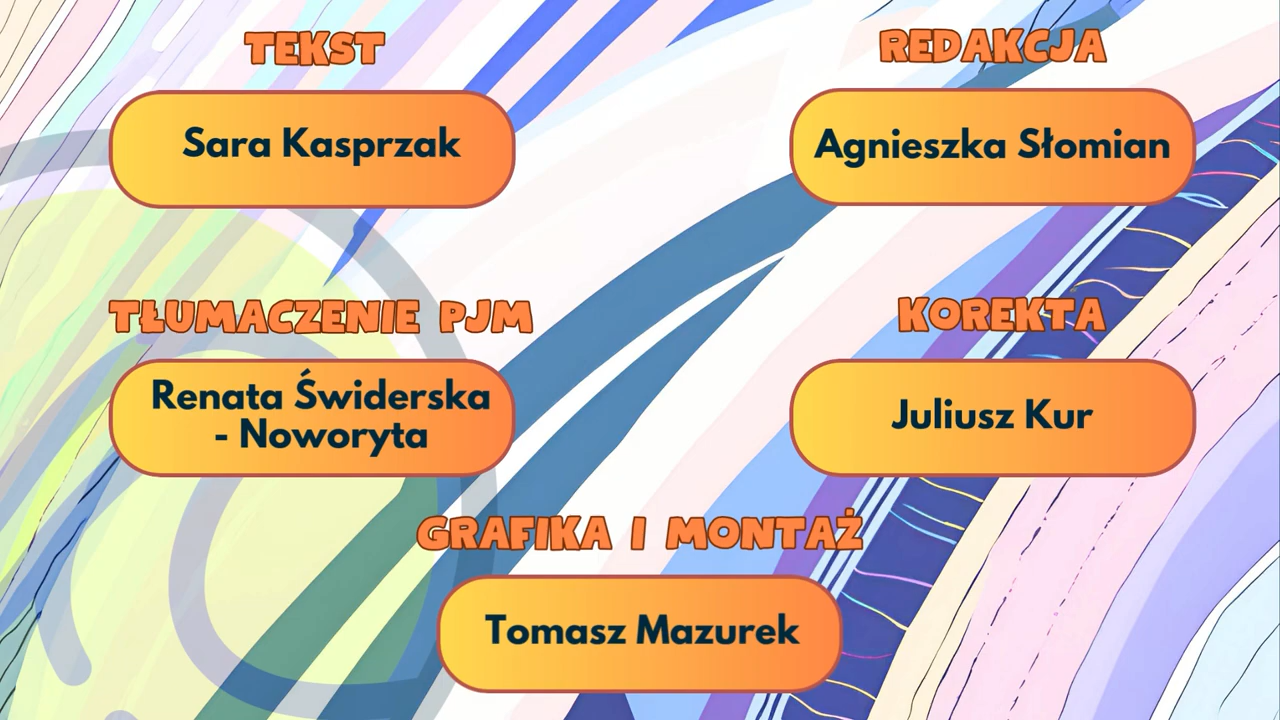 TEKST
Sara Kasprzak
REDAKCJA
Agnieszka Słomian
TŁUMACZENIE PJM
Renata Świderska
- Noworyta
KOREKTA
Juliusz Kur
GRAFIKA I MONTAŻ
Tomasz Mazurek